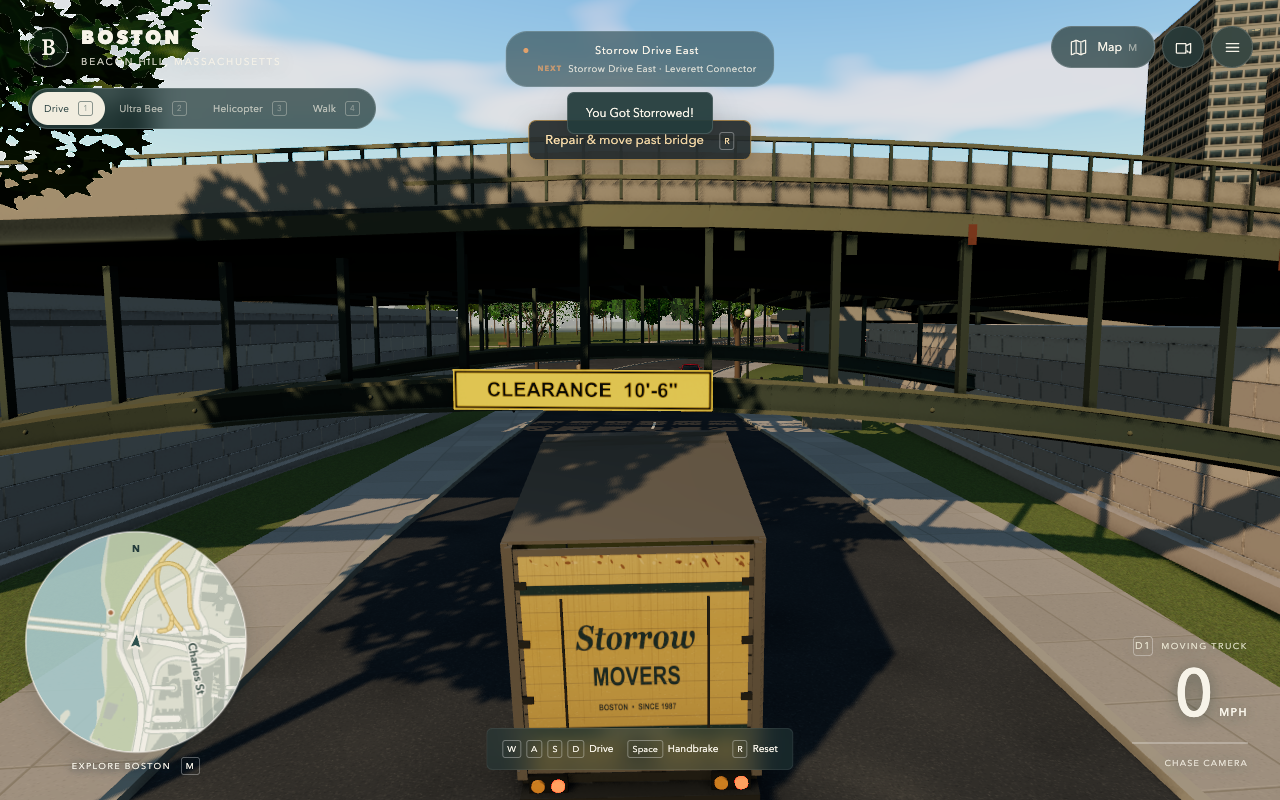 B
BOSTON
BEACON HILL, MASSACHUSETTS
Drive 1 Ultra Bee 2 Helicopter 3 Walk 4
Storrow Drive East
NEXT Storrow Drive East · Leverett Connector
You Got Storrowed!
Repair & move past bridge R
Map M
CLEARANCE 10'-6"
Storrow
MOVERS
BOSTON • SINCE 1987
N
Charles St
EXPLORE BOSTON M
W A S D Drive Space Handbrake R Reset
D1 MOVING TRUCK
0 MPH
CHASE CAMERA